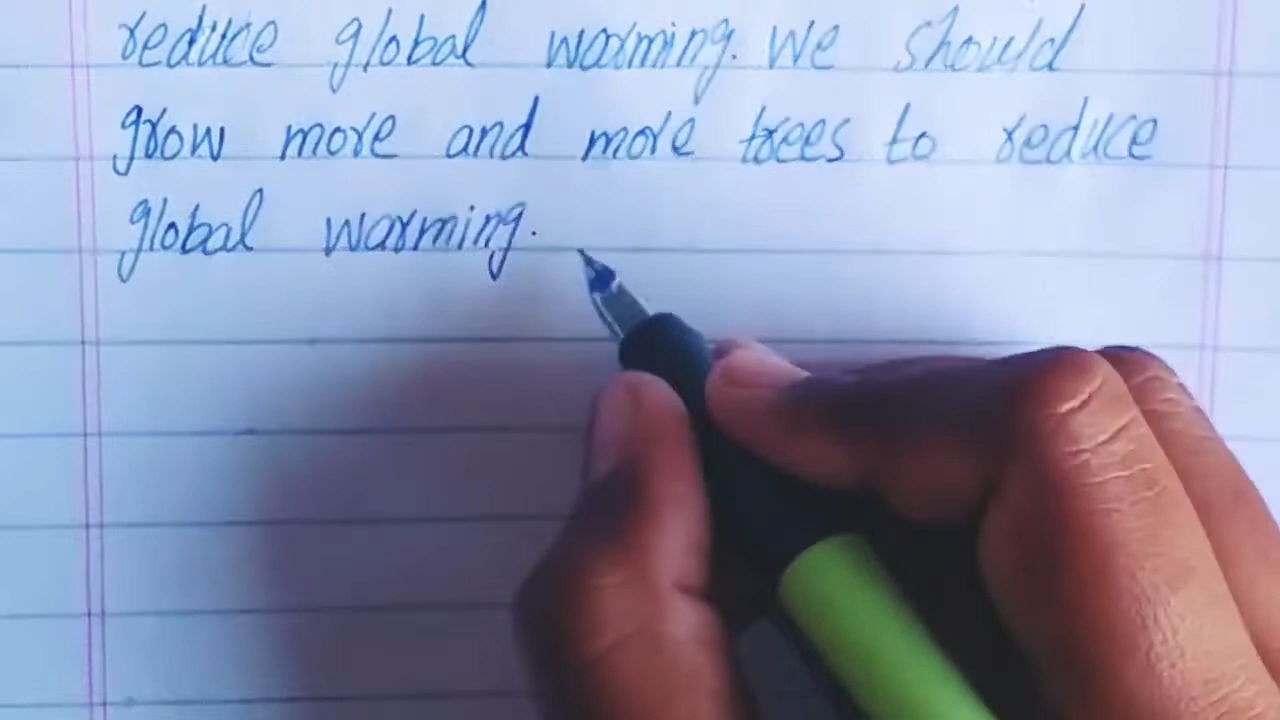 reduce global warming. We should
grow more and more trees to reduce
global warming.